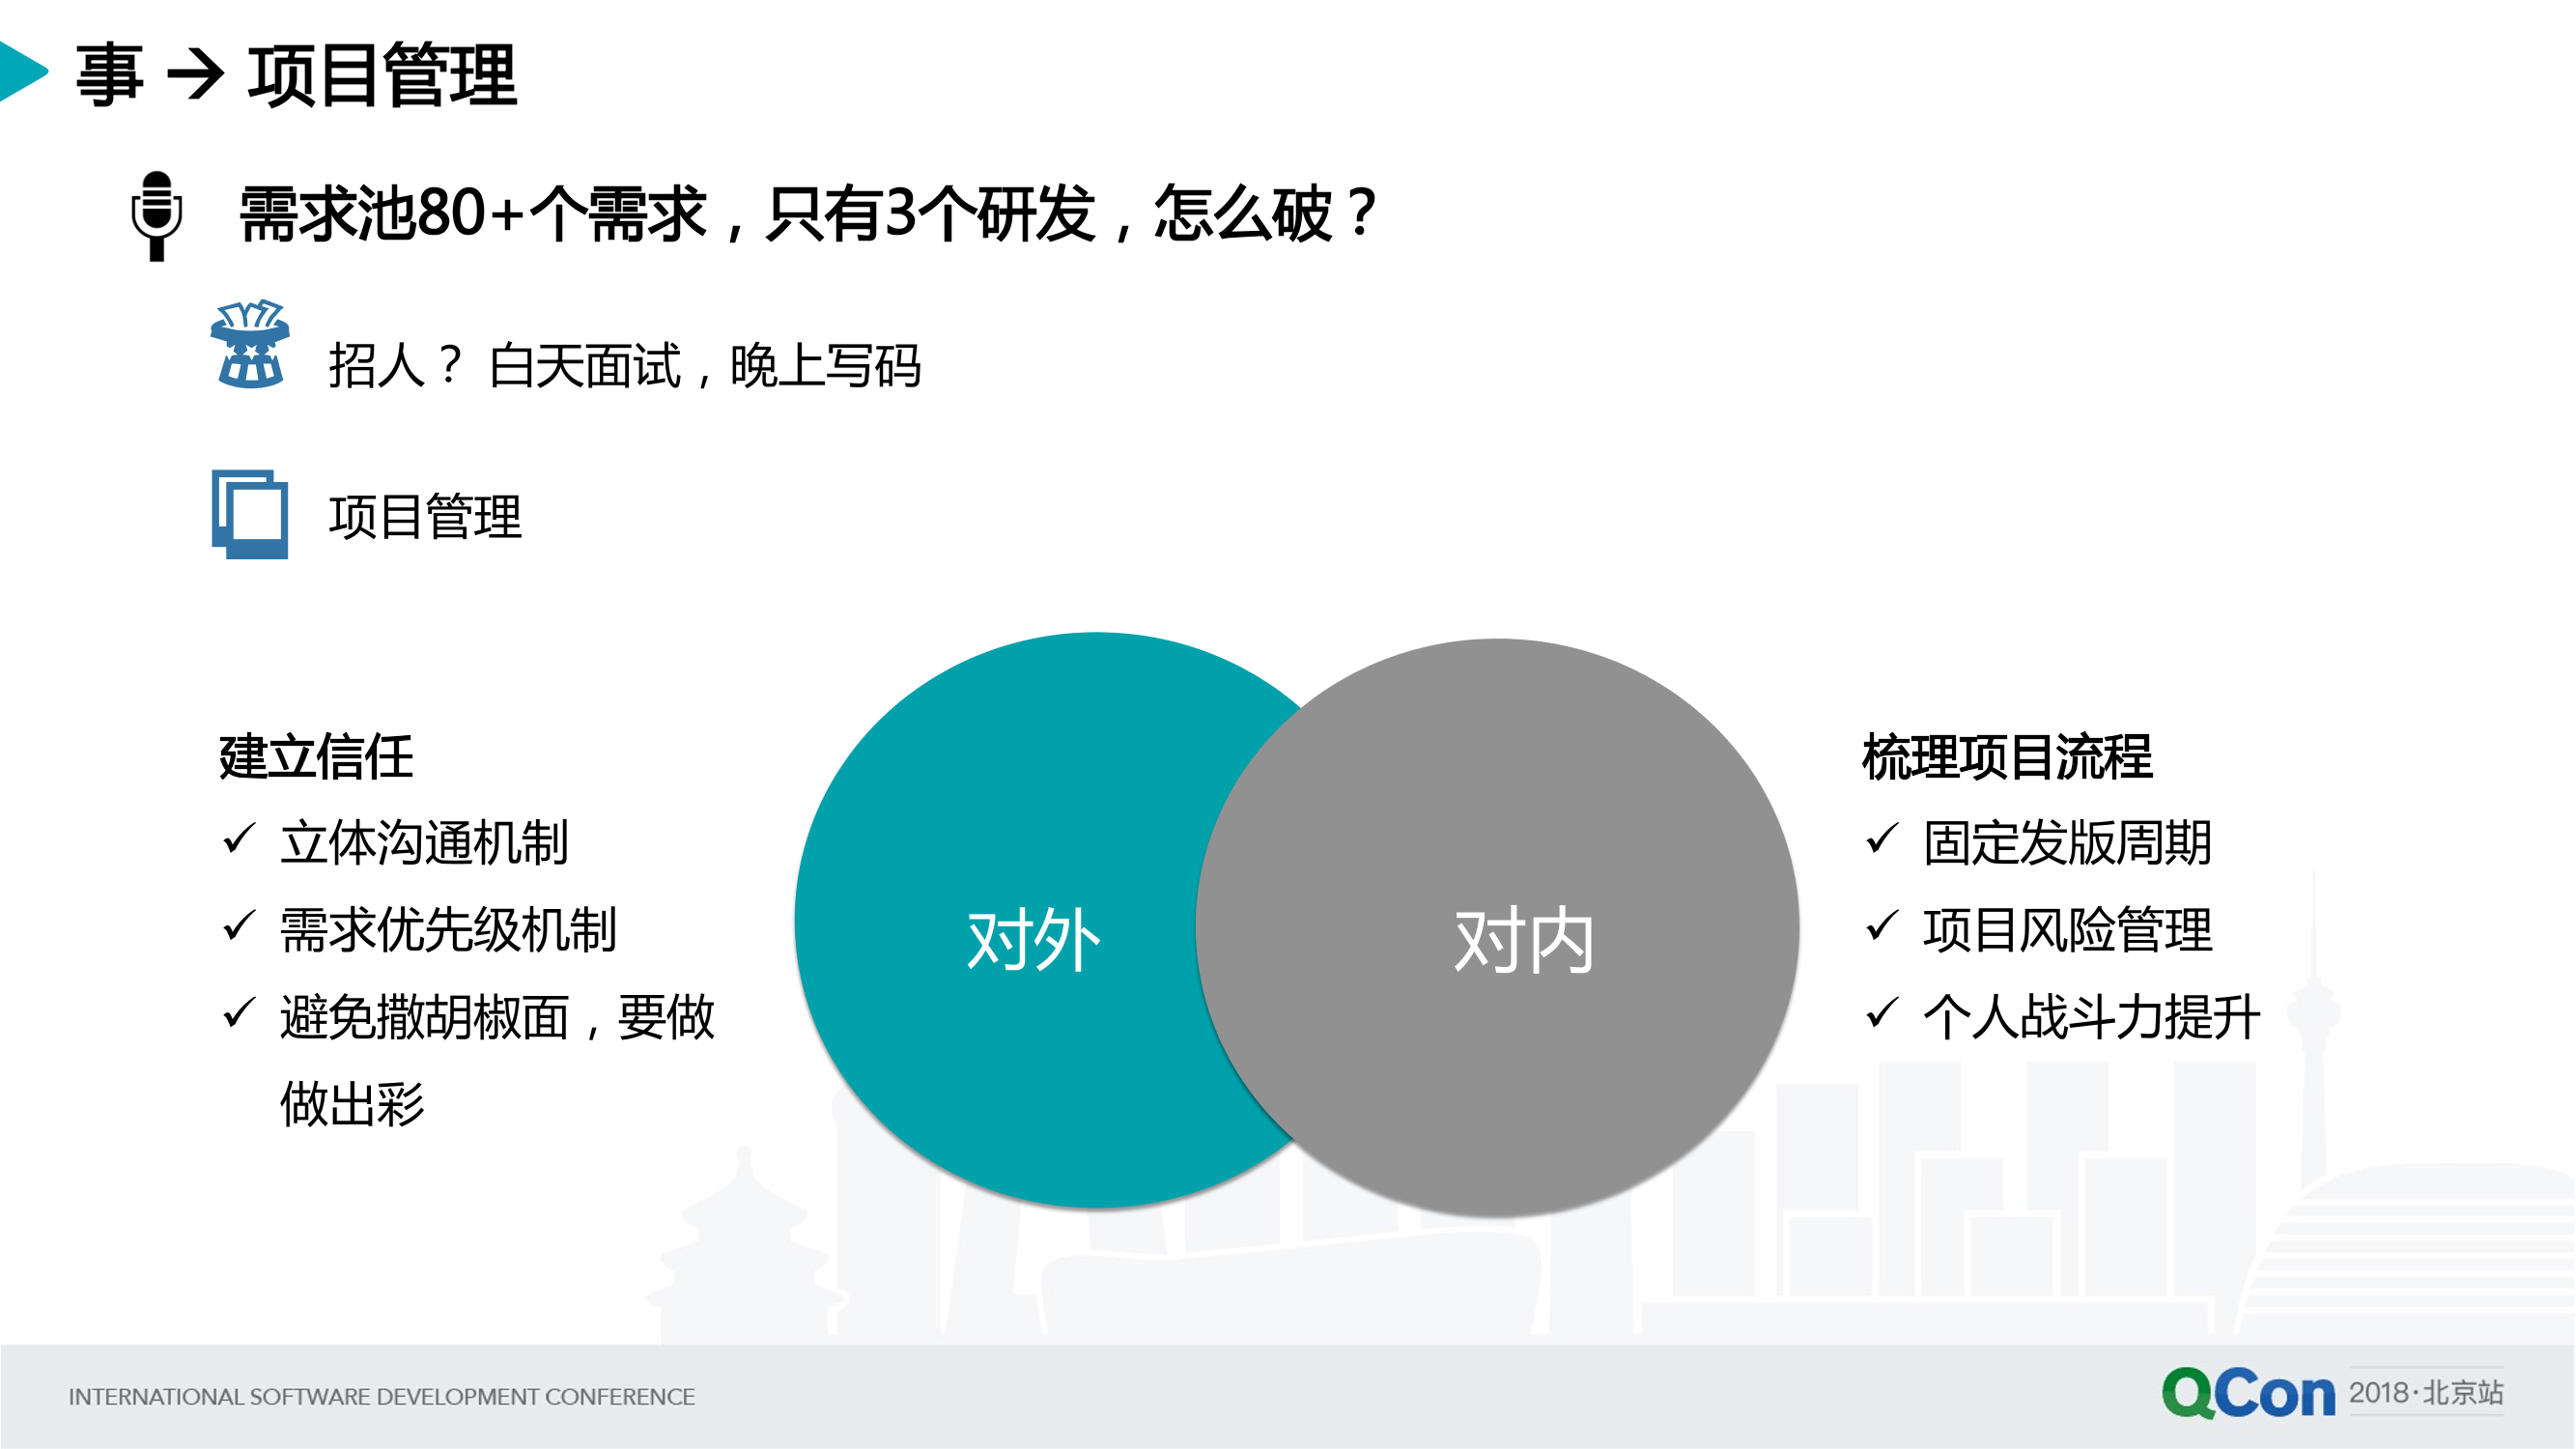 事 → 项目管理
需求池80+个需求，只有3个研发，怎么破？
招人？ 白天面试，晚上写码
项目管理
建立信任
✓ 立体沟通机制
✓ 需求优先级机制
✓ 避免撒胡椒面，要做
做出彩
对外
对内
梳理项目流程
✓ 固定发版周期
✓ 项目风险管理
✓ 个人战斗力提升
INTERNATIONAL SOFTWARE DEVELOPMENT CONFERENCE
QCon 2018·北京站